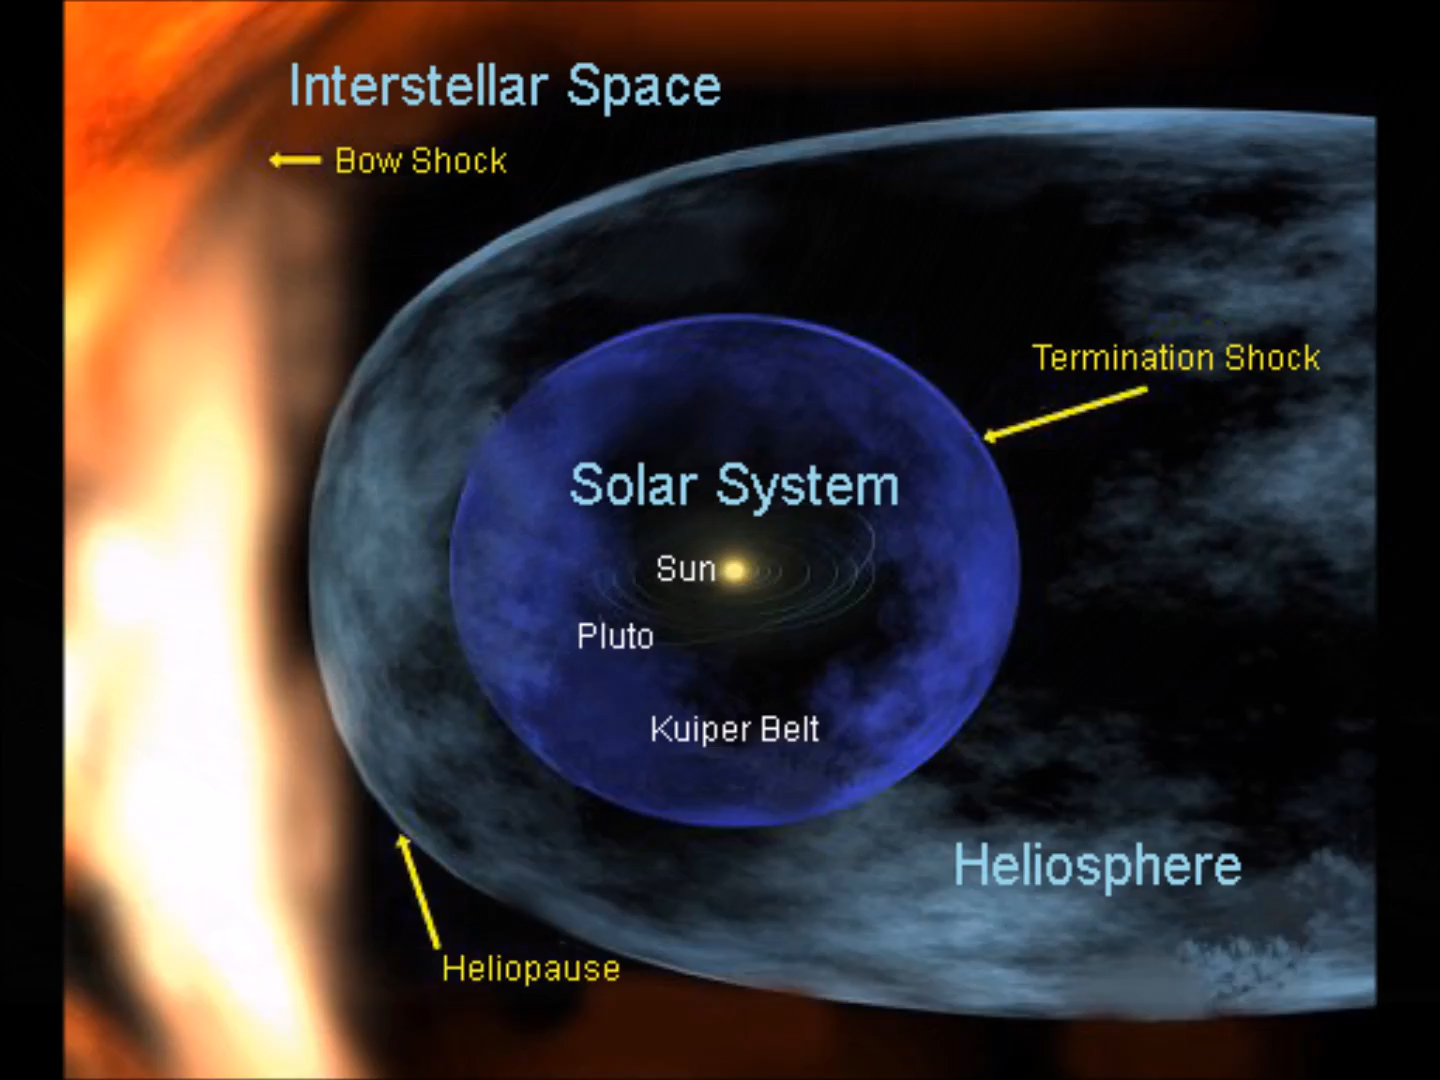 Interstellar Space
Bow Shock
Termination Shock
Solar System
Sun
Pluto
Kuiper Belt
Heliosphere
Heliopause